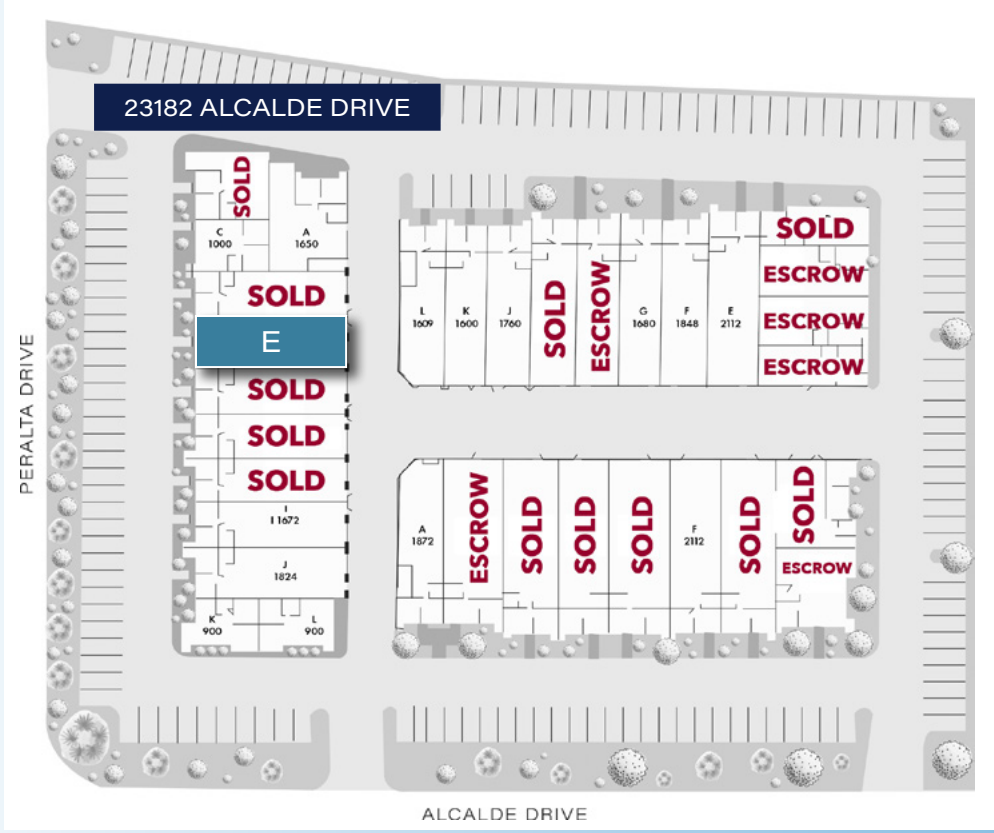 23182 ALCALDE DRIVE
SOLD
C
1000
A
1650
SOLD
E
SOLD
SOLD
SOLD
I
1 1672
J
1824
K
900
L
900
L
1609
K
1600
J
1760
SOLD
ESCROW
G
1680
F
1848
E
2112
SOLD
ESCROW
ESCROW
ESCROW
A
1872
ESCROW
SOLD
SOLD
SOLD
F
2112
SOLD
SOLD
ESCROW
PERALTA DRIVE
ALCALDE DRIVE